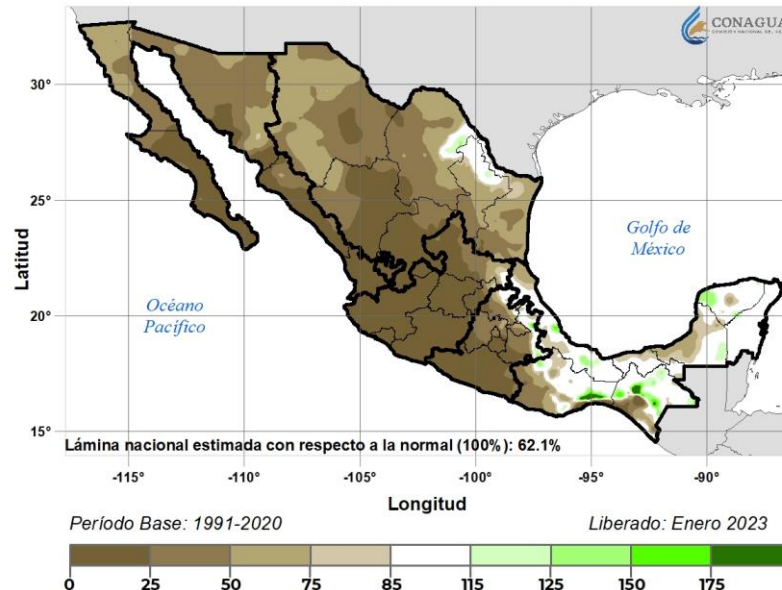 CONAGUA
30°
25°
20°
15°
Latitud
Golfo de
México
Océano
Pacífico
Lámina nacional estimada con respecto a la normal (100%): 62.1%
-115°
-110°
-105°
-100°
-95°
-90°
Longitud
Período Base: 1991-2020
Liberado: Enero 2023
0
25
50
75
85
115
125
150
175